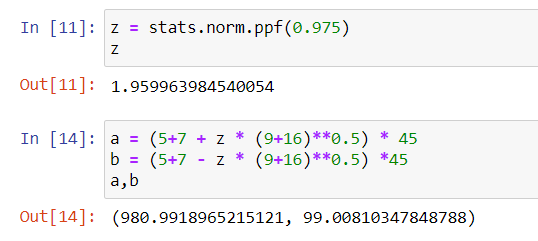 In [11]: z = stats.norm.ppf(0.975)
z
Out[11]: 1.959963984540054
In [14]: a = (5+7 + z * (9+16)**0.5) * 45
b = (5+7 - z * (9+16)**0.5) *45
a,b
Out[14]: (980.9918965215121, 99.00810347848788)